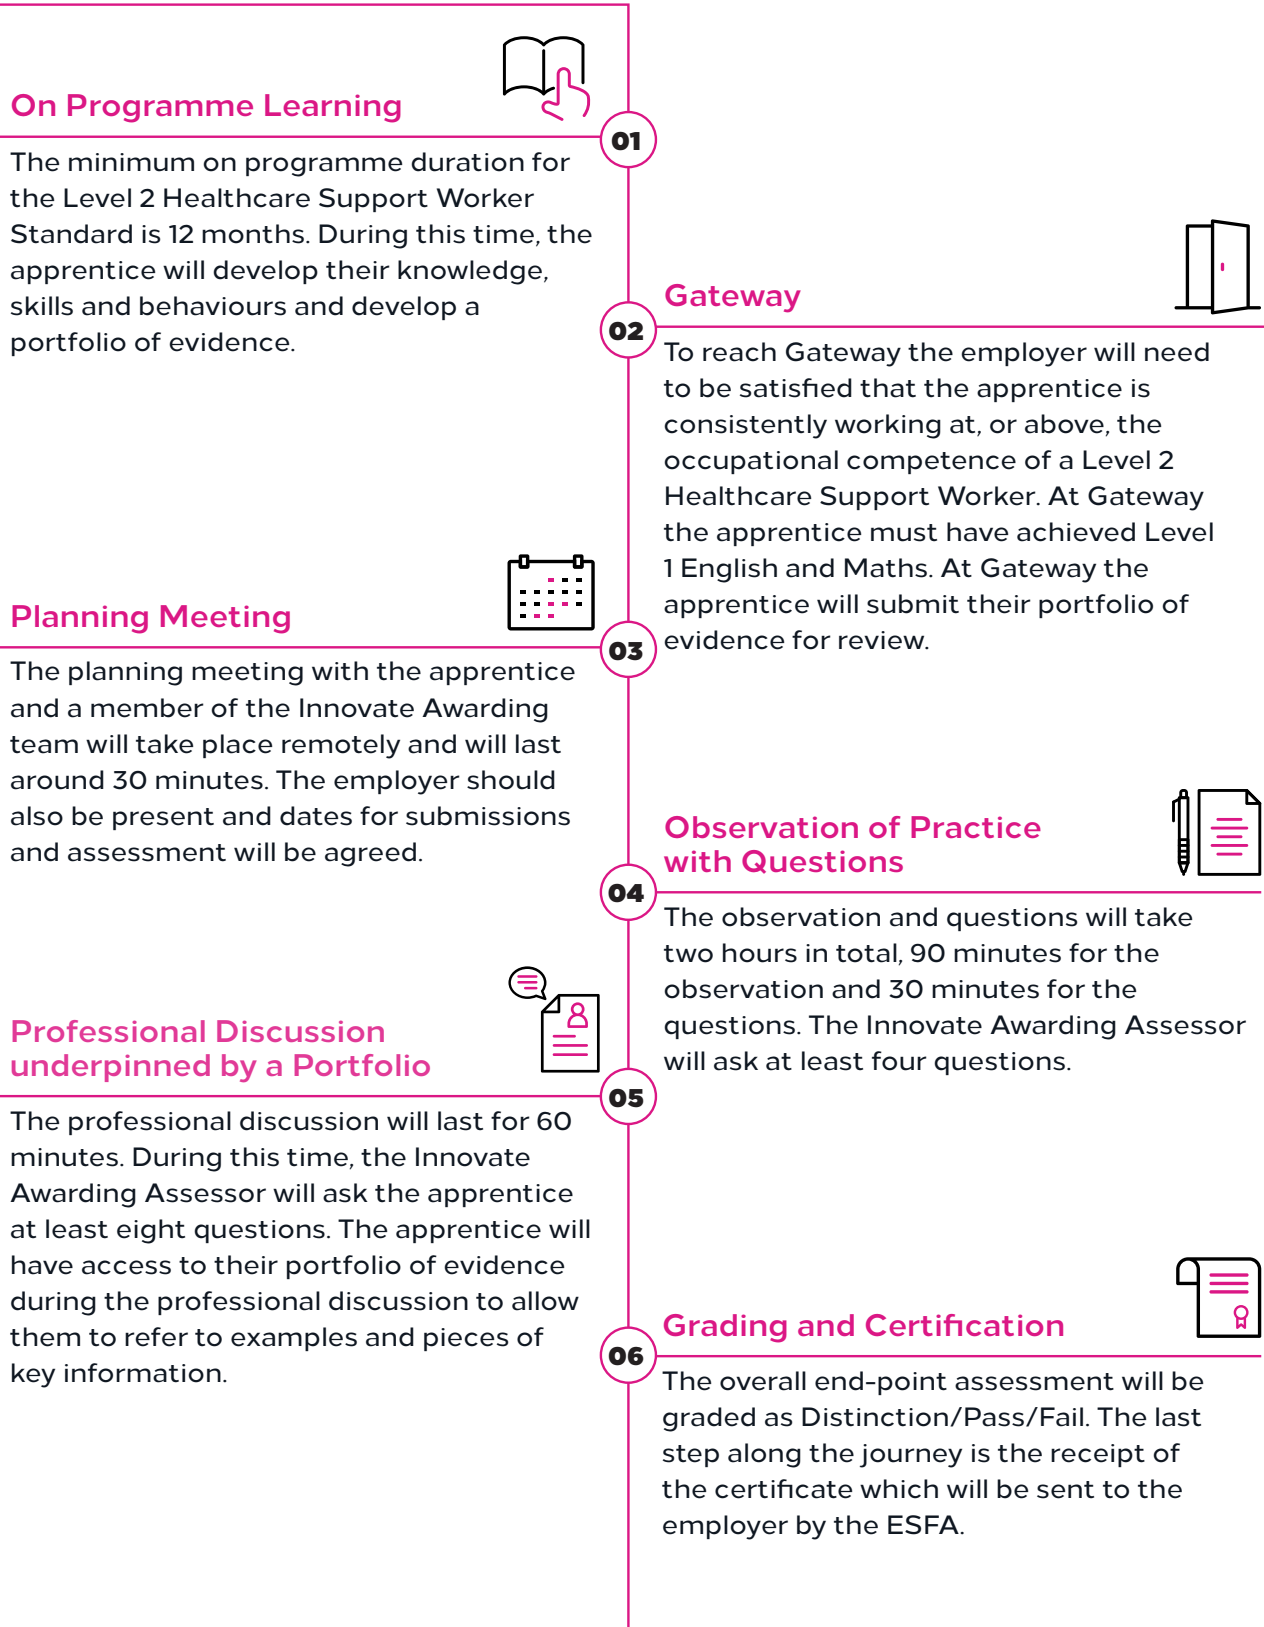 On Programme Learning
01
The minimum on programme duration for
the Level 2 Healthcare Support Worker
Standard is 12 months. During this time, the
apprentice will develop their knowledge,
skills and behaviours and develop a
portfolio of evidence.
Gateway
02
To reach Gateway the employer will need
to be satisfied that the apprentice is
consistently working at, or above, the
occupational competence of a Level 2
Healthcare Support Worker. At Gateway
the apprentice must have achieved Level
1 English and Maths. At Gateway the
apprentice will submit their portfolio of
evidence for review.
Planning Meeting
03
The planning meeting with the apprentice
and a member of the Innovate Awarding
team will take place remotely and will last
around 30 minutes. The employer should
also be present and dates for submissions
and assessment will be agreed.
Observation of Practice
with Questions
04
The observation and questions will take
two hours in total, 90 minutes for the
observation and 30 minutes for the
questions. The Innovate Awarding Assessor
will ask at least four questions.
Professional Discussion
underpinned by a Portfolio
05
The professional discussion will last for 60
minutes. During this time, the Innovate
Awarding Assessor will ask the apprentice
at least eight questions. The apprentice will
have access to their portfolio of evidence
during the professional discussion to allow
them to refer to examples and pieces of
key information.
Grading and Certification
06
The overall end-point assessment will be
graded as Distinction/Pass/Fail. The last
step along the journey is the receipt of
the certificate which will be sent to the
employer by the ESFA.